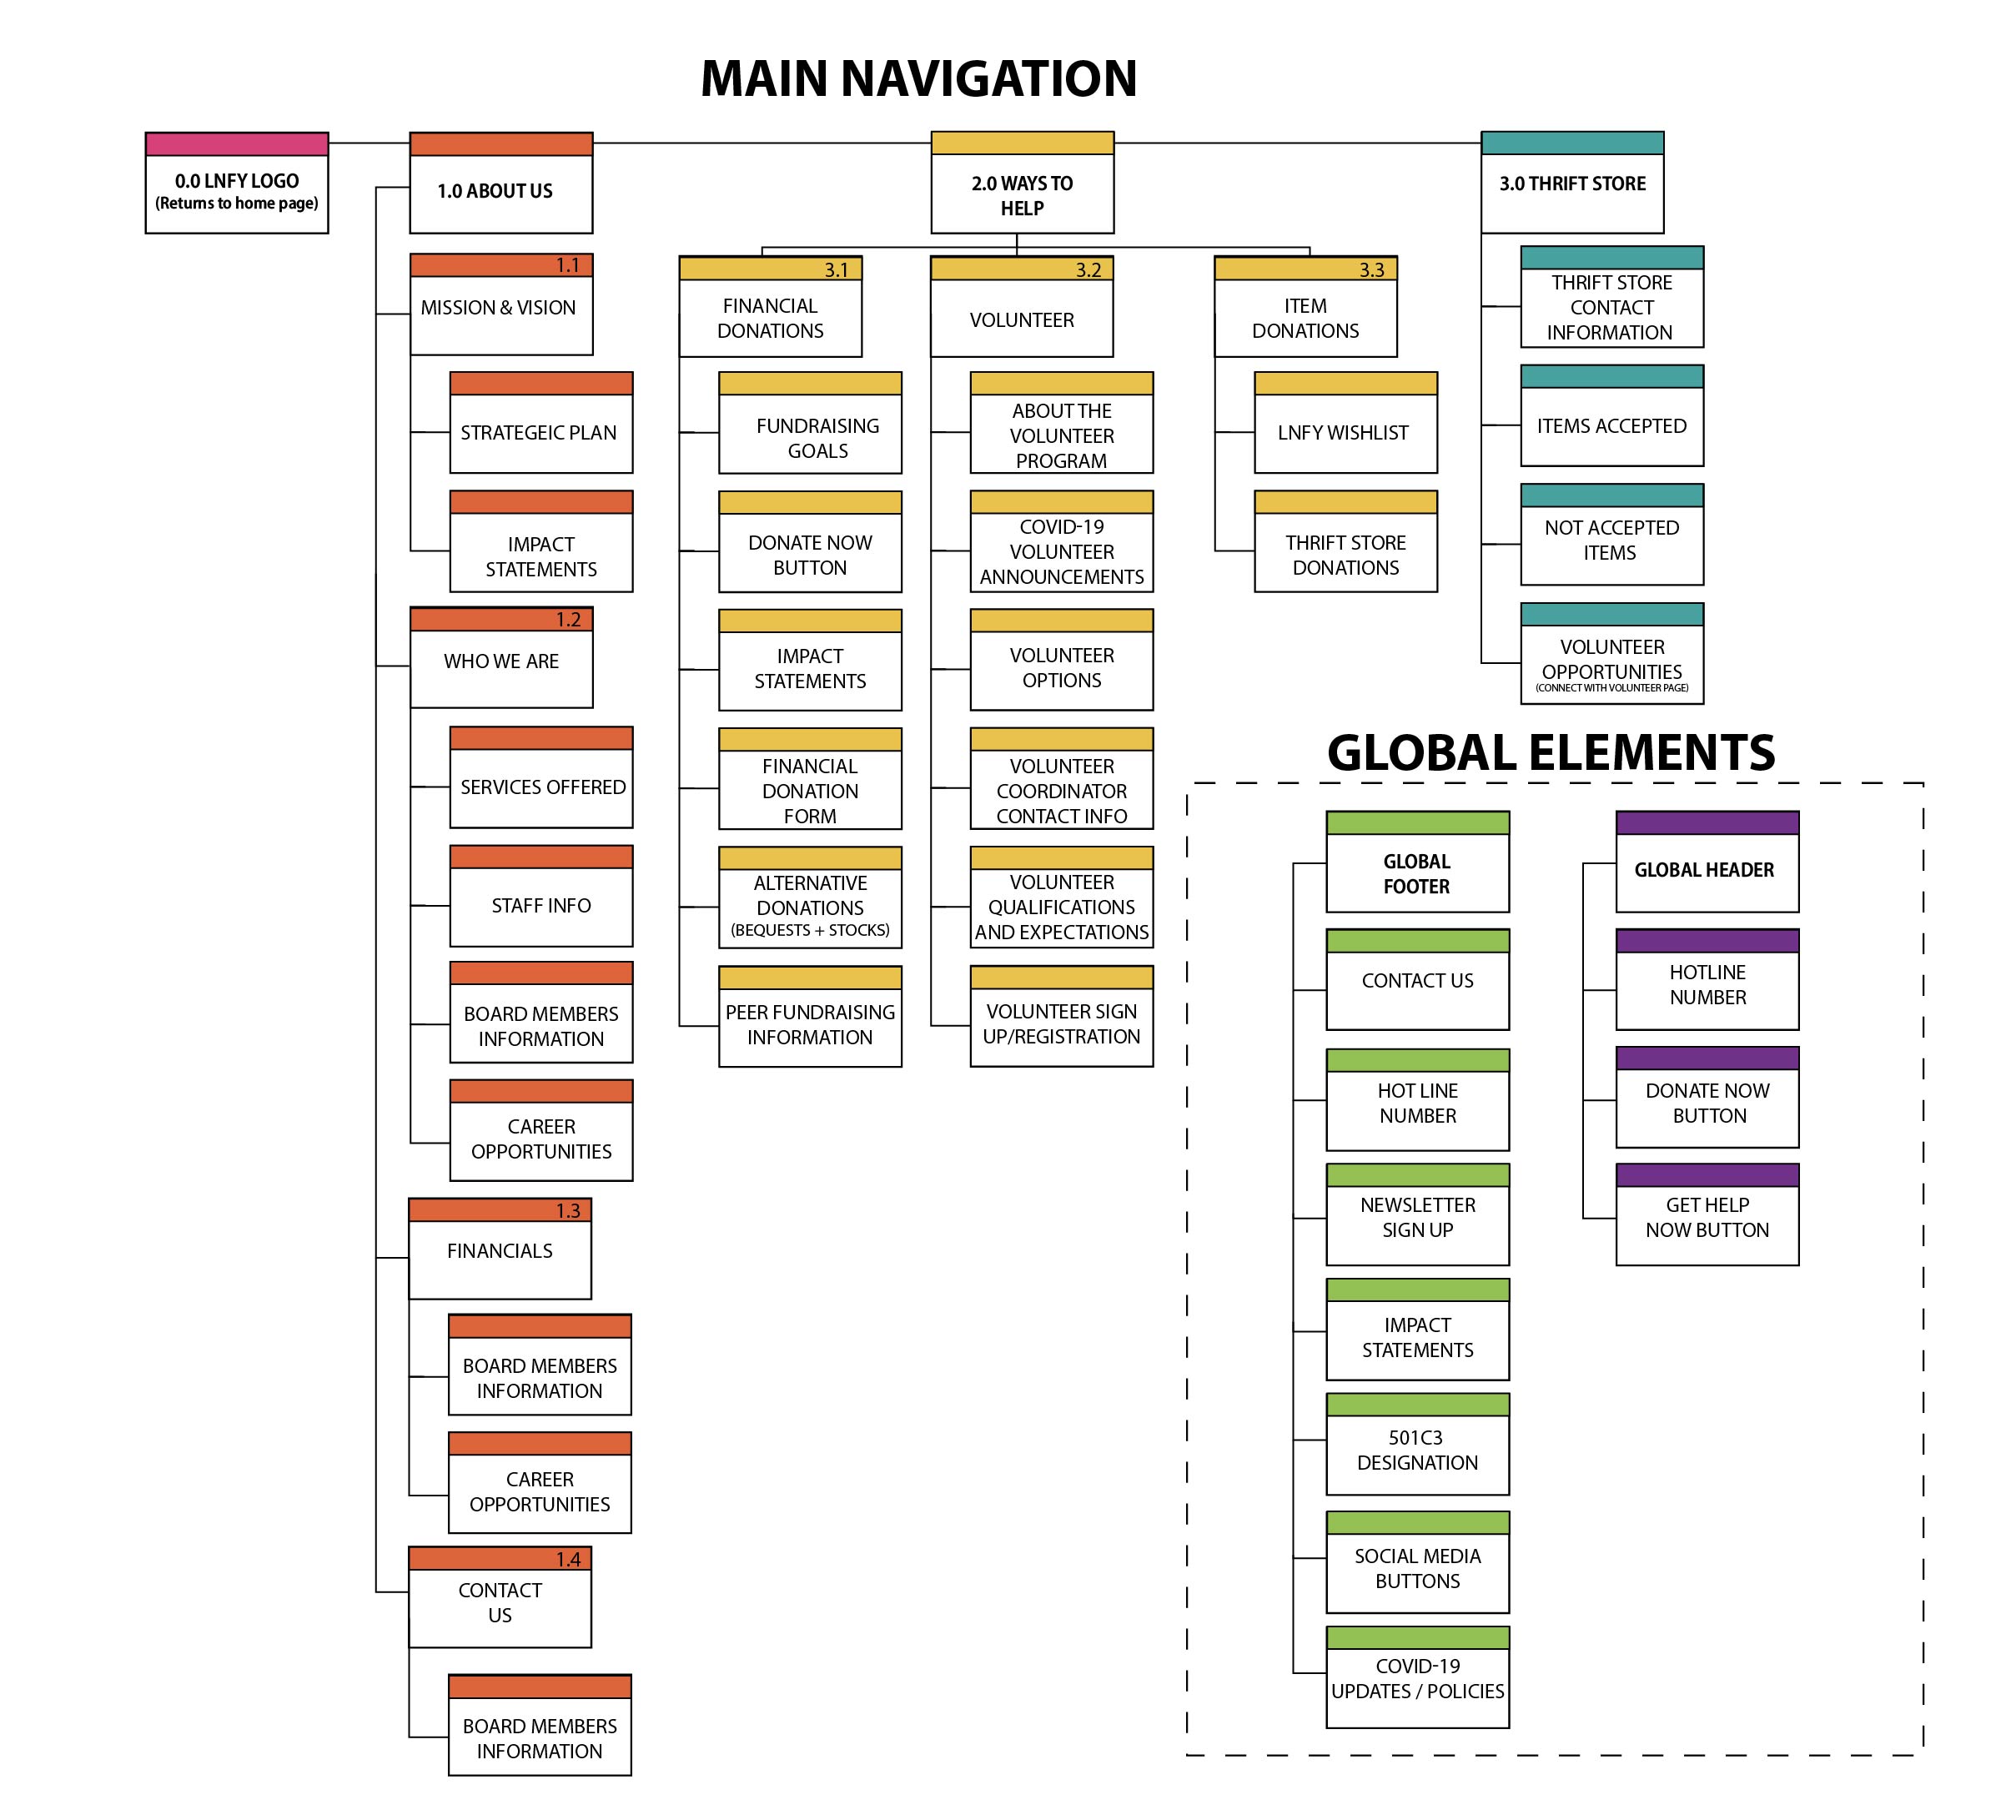 MAIN NAVIGATION
0.0 LNFY LOGO
(Returns to home page)
1.0 ABOUT US
2.0 WAYS TO
HELP
3.0 THRIFT STORE
1.1
MISSION & VISION
STRATEGEIC PLAN
IMPACT
STATEMENTS
1.2
WHO WE ARE
SERVICES OFFERED
STAFF INFO
BOARD MEMBERS
INFORMATION
CAREER
OPPORTUNITIES
1.3
FINANCIALS
BOARD MEMBERS
INFORMATION
CAREER
OPPORTUNITIES
1.4
CONTACT
US
BOARD MEMBERS
INFORMATION
3.1
FINANCIAL
DONATIONS
FUNDRAISING
GOALS
DONATE NOW
BUTTON
IMPACT
STATEMENTS
FINANCIAL
DONATION
FORM
ALTERNATIVE
DONATIONS
(BEQUESTS + STOCKS)
PEER FUNDRAISING
INFORMATION
3.2
VOLUNTEER
ABOUT THE
VOLUNTEER
PROGRAM
COVID-19
VOLUNTEER
ANNOUNCEMENTS
VOLUNTEER
OPTIONS
VOLUNTEER
COORDINATOR
CONTACT INFO
VOLUNTEER
QUALIFICATIONS
AND EXPECTATIONS
VOLUNTEER SIGN
UP/REGISTRATION
3.3
ITEM
DONATIONS
LNFY WISHLIST
THRIFT STORE
DONATIONS
THRIFT STORE
CONTACT
INFORMATION
ITEMS ACCEPTED
NOT ACCEPTED
ITEMS
VOLUNTEER
OPPORTUNITIES
(CONNECT WITH VOLUNTEER PAGE)
GLOBAL ELEMENTS
GLOBAL
FOOTER
CONTACT US
HOT LINE
NUMBER
NEWSLETTER
SIGN UP
IMPACT
STATEMENTS
501C3
DESIGNATION
SOCIAL MEDIA
BUTTONS
COVID-19
UPDATES / POLICIES
GLOBAL HEADER
HOTLINE
NUMBER
DONATE NOW
BUTTON
GET HELP
NOW BUTTON